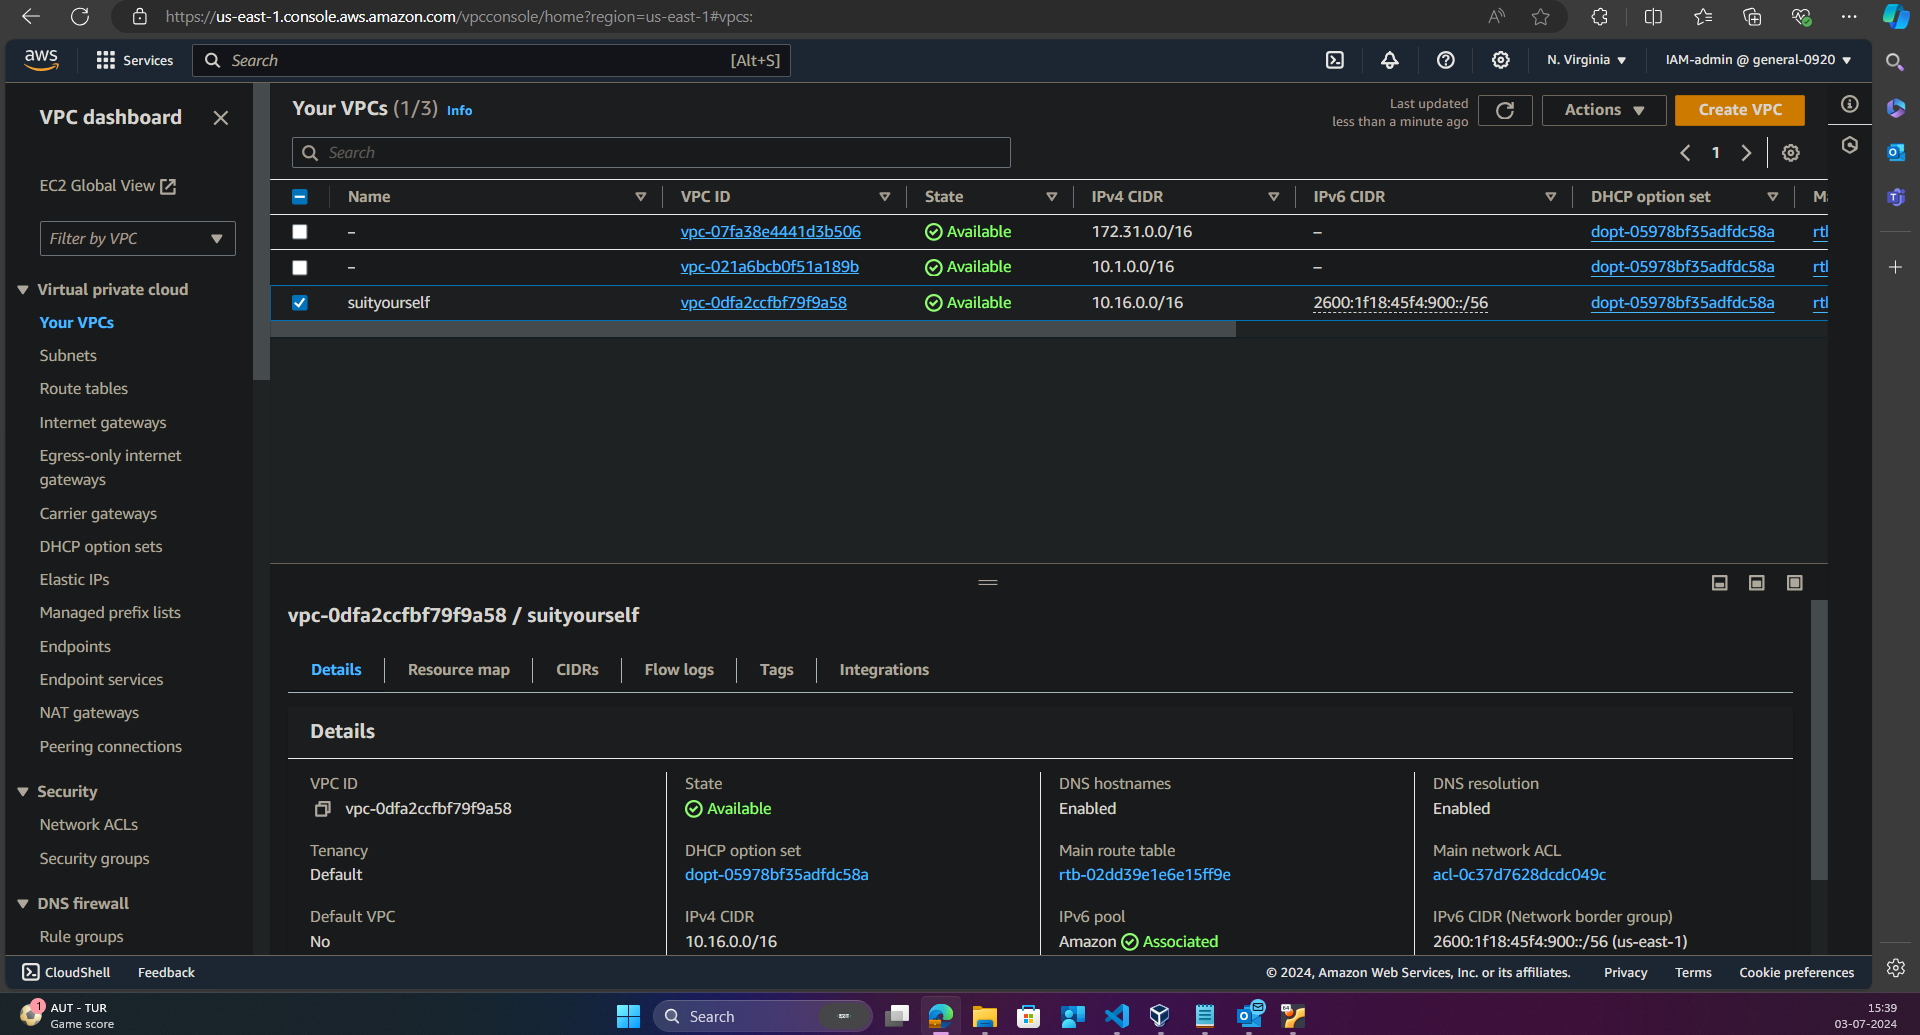 https://us-east-1.console.aws.amazon.com/vpcconsole/home?region=us-east-1#vpcs:
aws
Services
Search
[Alt+S]
N. Virginia
IAM-admin @ general-0920
VPC dashboard
EC2 Global View
Filter by VPC
Virtual private cloud
Your VPCs
Subnets
Route tables
Internet gateways
Egress-only internet
gateways
Carrier gateways
DHCP option sets
Elastic IPs
Managed prefix lists
Endpoints
Endpoint services
NAT gateways
Peering connections
Security
Network ACLs
Security groups
DNS firewall
Rule groups
Your VPCs (1/3) Info
Last updated
less than a minute ago
Actions
Create VPC
Search
1
Name VPC ID State IPv4 CIDR IPv6 CIDR DHCP option set
– vpc-07fa38e4441d3b506 Available 172.31.0.0/16 – dopt-05978bf35adfdc58a rtl
– vpc-021a6bcb0f51a189b Available 10.1.0.0/16 – dopt-05978bf35adfdc58a rtl
suityourself vpc-0dfa2ccfbf79f9a58 Available 10.16.0.0/16 2600:1f18:45f4:900::/56 dopt-05978bf35adfdc58a rtl
vpc-0dfa2ccfbf79f9a58 / suityourself
Details Resource map CIDRs Flow logs Tags Integrations
Details
VPC ID
vpc-0dfa2ccfbf79f9a58
State
Available
DNS hostnames
Enabled
DNS resolution
Enabled
Tenancy
Default
DHCP option set
dopt-05978bf35adfdc58a
Main route table
rtb-02dd39e1e6e15ff9e
Main network ACL
acl-0c37d7628dcdc049c
Default VPC
No
IPv4 CIDR
10.16.0.0/16
IPv6 pool
Amazon Associated
IPv6 CIDR (Network border group)
2600:1f18:45f4:900::/56 (us-east-1)
CloudShell Feedback
© 2024, Amazon Web Services, Inc. or its affiliates. Privacy Terms Cookie preferences
1
AUT - TUR
Game score
Search
15:39
03-07-2024